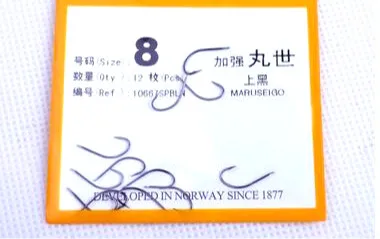 号码(Size: 8
加强 丸世
数量(Qty): 12 枚/Pcs
上黑
编号(Ref):
MARUSEIGO
DEVELOPED IN NORWAY SINCE 1877